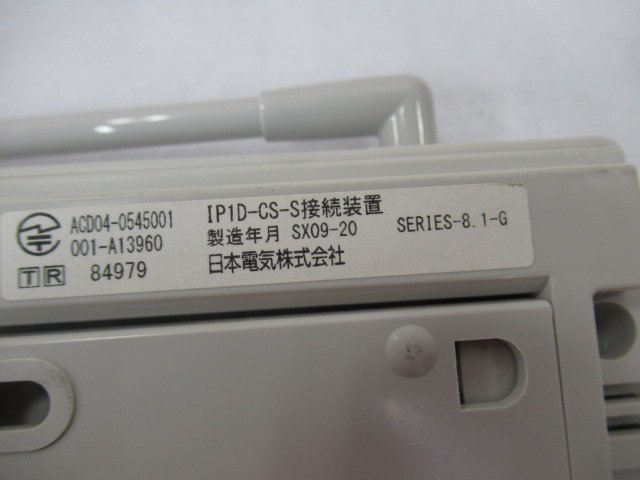 ACD04-0545001
001-A13960
T R 84979
IP1D-CS-S接続装置
製造年月 SX09-20 SERIES-8.1-G
日本電気株式会社